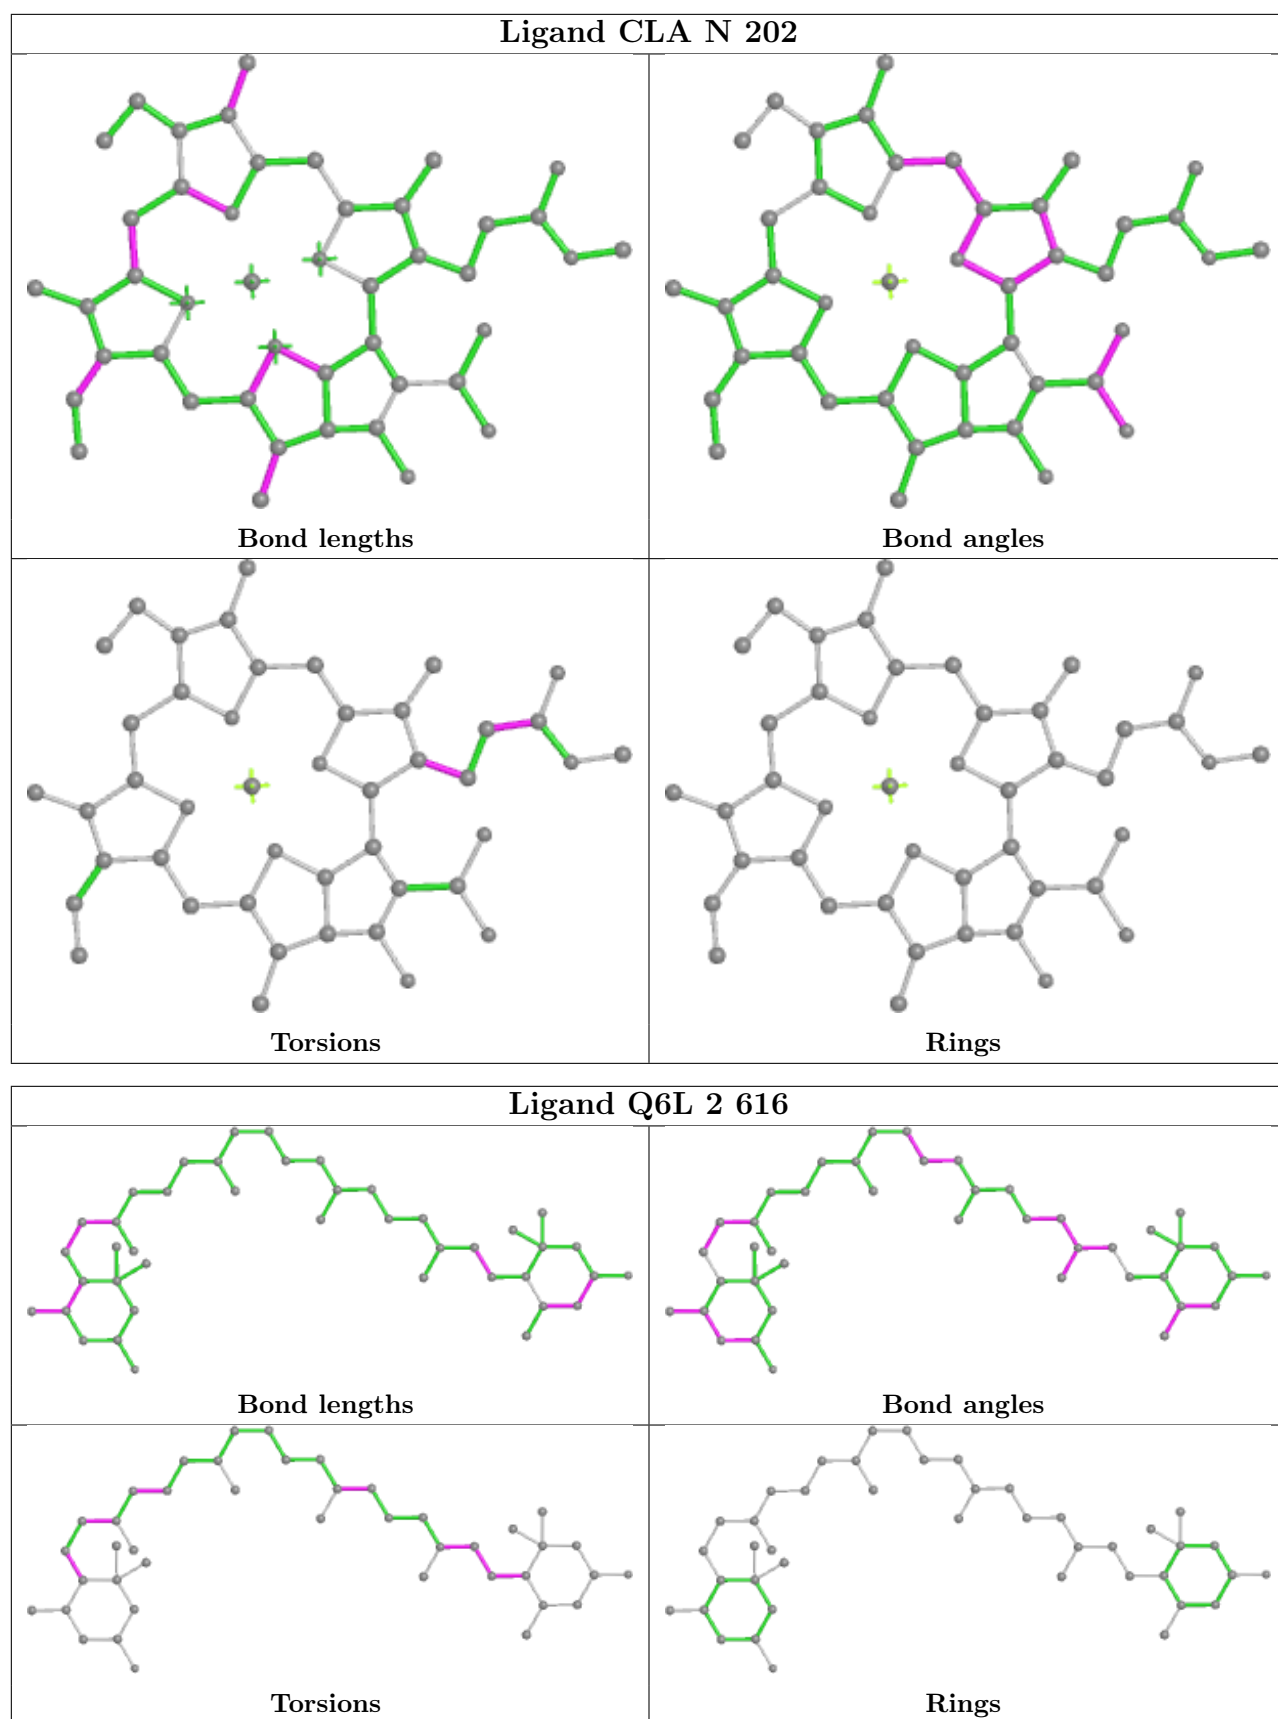 Ligand CLA N 202
Bond lengths
Bond angles
Torsions
Rings
Ligand Q6L 2 616
Bond lengths
Bond angles
Torsions
Rings